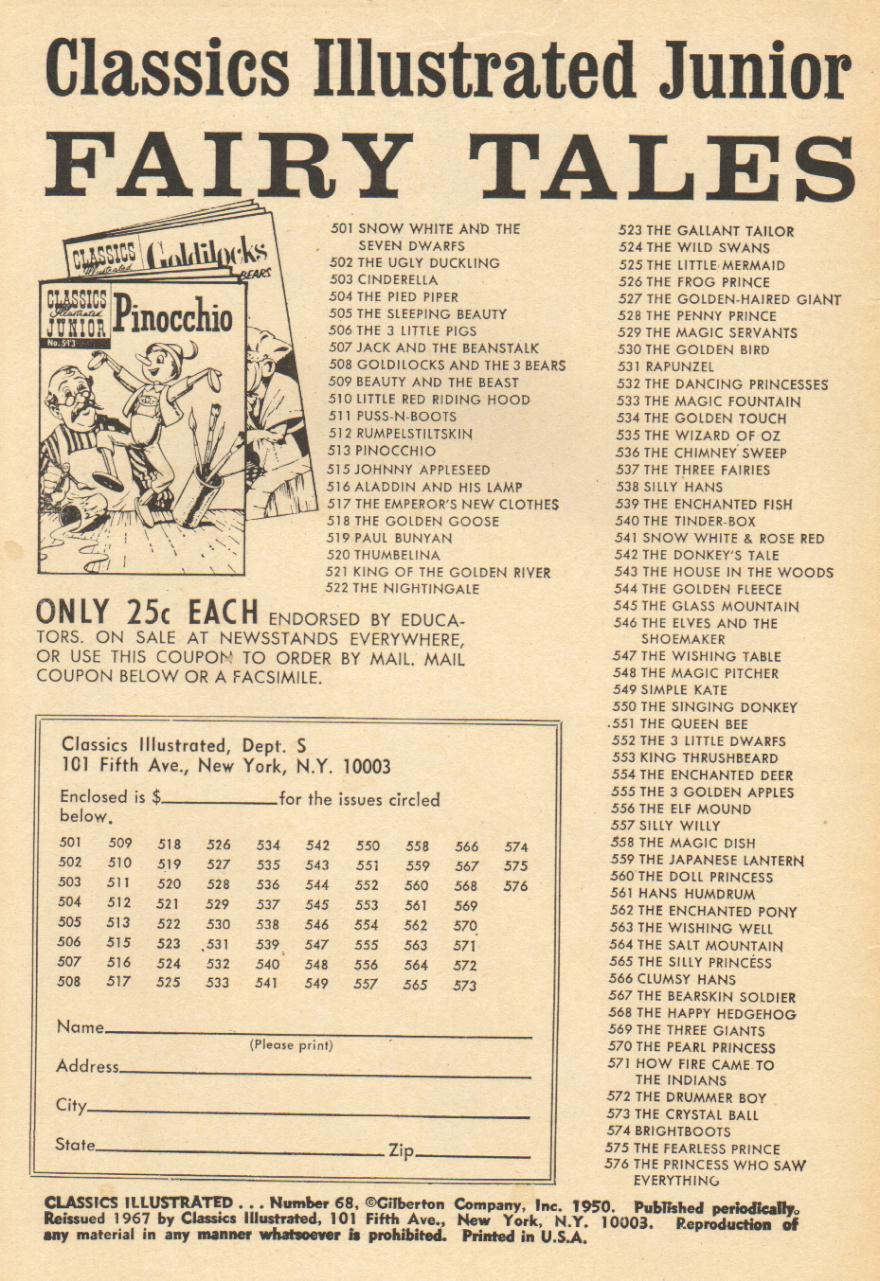 Classics Illustrated Junior
FAIRY TALES
CLASSICS
Illustrated
Goldilocks
BEARS
CLASSICS
Illustrated
JUNIOR
No. 513
Pinocchio
501 SNOW WHITE AND THE
SEVEN DWARFS
502 THE UGLY DUCKLING
503 CINDERELLA
504 THE PIED PIPER
505 THE SLEEPING BEAUTY
506 THE 3 LITTLE PIGS
507 JACK AND THE BEANSTALK
508 GOLDILOCKS AND THE 3 BEARS
509 BEAUTY AND THE BEAST
510 LITTLE RED RIDING HOOD
511 PUSS-N-BOOTS
512 RUMPELSTILTSKIN
513 PINOCCHIO
515 JOHNNY APPLESEED
516 ALADDIN AND HIS LAMP
517 THE EMPEROR'S NEW CLOTHES
518 THE GOLDEN GOOSE
519 PAUL BUNYAN
520 THUMBELINA
521 KING OF THE GOLDEN RIVER
522 THE NIGHTINGALE
523 THE GALLANT TAILOR
524 THE WILD SWANS
525 THE LITTLE MERMAID
526 THE FROG PRINCE
527 THE GOLDEN-HAIRED GIANT
528 THE PENNY PRINCE
529 THE MAGIC SERVANTS
530 THE GOLDEN BIRD
531 RAPUNZEL
532 THE DANCING PRINCESSES
533 THE MAGIC FOUNTAIN
534 THE GOLDEN TOUCH
535 THE WIZARD OF OZ
536 THE CHIMNEY SWEEP
537 THE THREE FAIRIES
538 SILLY HANS
539 THE ENCHANTED FISH
540 THE TINDER-BOX
541 SNOW WHITE & ROSE RED
542 THE DONKEY'S TALE
543 THE HOUSE IN THE WOODS
544 THE GOLDEN FLEECE
545 THE GLASS MOUNTAIN
546 THE ELVES AND THE
SHOEMAKER
547 THE WISHING TABLE
548 THE MAGIC PITCHER
549 SIMPLE KATE
550 THE SINGING DONKEY
551 THE QUEEN BEE
552 THE 3 LITTLE DWARFS
553 KING THRUSHBEARD
554 THE ENCHANTED DEER
555 THE 3 GOLDEN APPLES
556 THE ELF MOUND
557 SILLY WILLY
558 THE MAGIC DISH
559 THE JAPANESE LANTERN
560 THE DOLL PRINCESS
561 HANS HUMDRUM
562 THE ENCHANTED PONY
563 THE WISHING WELL
564 THE SALT MOUNTAIN
565 THE SILLY PRINCESS
566 CLUMSY HANS
567 THE BEARSKIN SOLDIER
568 THE HAPPY HEDGEHOG
569 THE THREE GIANTS
570 THE PEARL PRINCESS
571 HOW FIRE CAME TO
THE INDIANS
572 THE DRUMMER BOY
573 THE CRYSTAL BALL
574 BRIGHTBOOTS
575 THE FEARLESS PRINCE
576 THE PRINCESS WHO SAW
EVERYTHING
ONLY 25c EACH ENDORSED BY EDUCA-
TORS. ON SALE AT NEWSSTANDS EVERYWHERE,
OR USE THIS COUPON TO ORDER BY MAIL. MAIL
COUPON BELOW OR A FACSIMILE.
Classics Illustrated, Dept. S
101 Fifth Ave., New York, N.Y. 10003
Enclosed is $____________for the issues circled
below.
501 509 518 526 534 542 550 558 566 574
502 510 519 527 535 543 551 559 567 575
503 511 520 528 536 544 552 560 568 576
504 512 521 529 537 545 553 561 569
505 513 522 530 538 546 554 562 570
506 515 523 531 539 547 555 563 571
507 516 524 532 540 548 556 564 572
508 517 525 533 541 549 557 565 573
Name____________
(Please print)
Address____________
City____________
State____________Zip____________
CLASSICS ILLUSTRATED . . . Number 68, ©Gilberton Company, Inc. 1950. Published periodically.
Reissued 1967 by Classics Illustrated, 101 Fifth Ave., New York, N.Y. 10003. Reproduction of
any material in any manner whatsoever is prohibited. Printed in U.S.A.